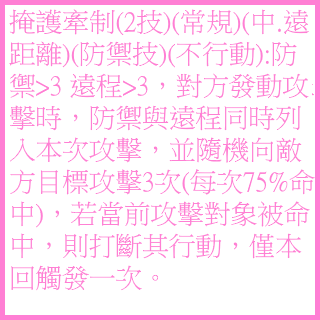 掩護牽制(2技)(常規)(中.遠
距離)(防禦技)(不行動):防
禦>3 遠程>3，對方發動攻
擊時，防禦與遠程同時列
入本次攻擊，並隨機向敵
方目標攻擊3次(每次75%命
中)，若當前攻擊對象被命
中，則打斷其行動，僅本
回觸發一次。